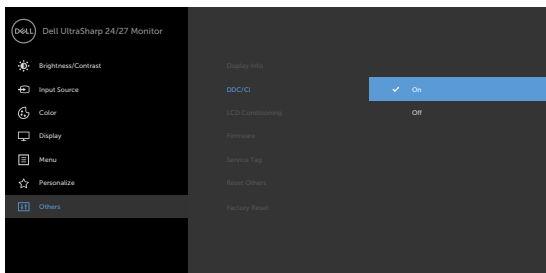 DELL
Dell UltraSharp 24/27 Monitor
Brightness/Contrast
Input Source
Color
Display
Menu
Personalize
Others
Display Info
DDC/CI
LCD Conditioning
Firmware
Service Tag
Reset Others
Factory Reset
On
Off